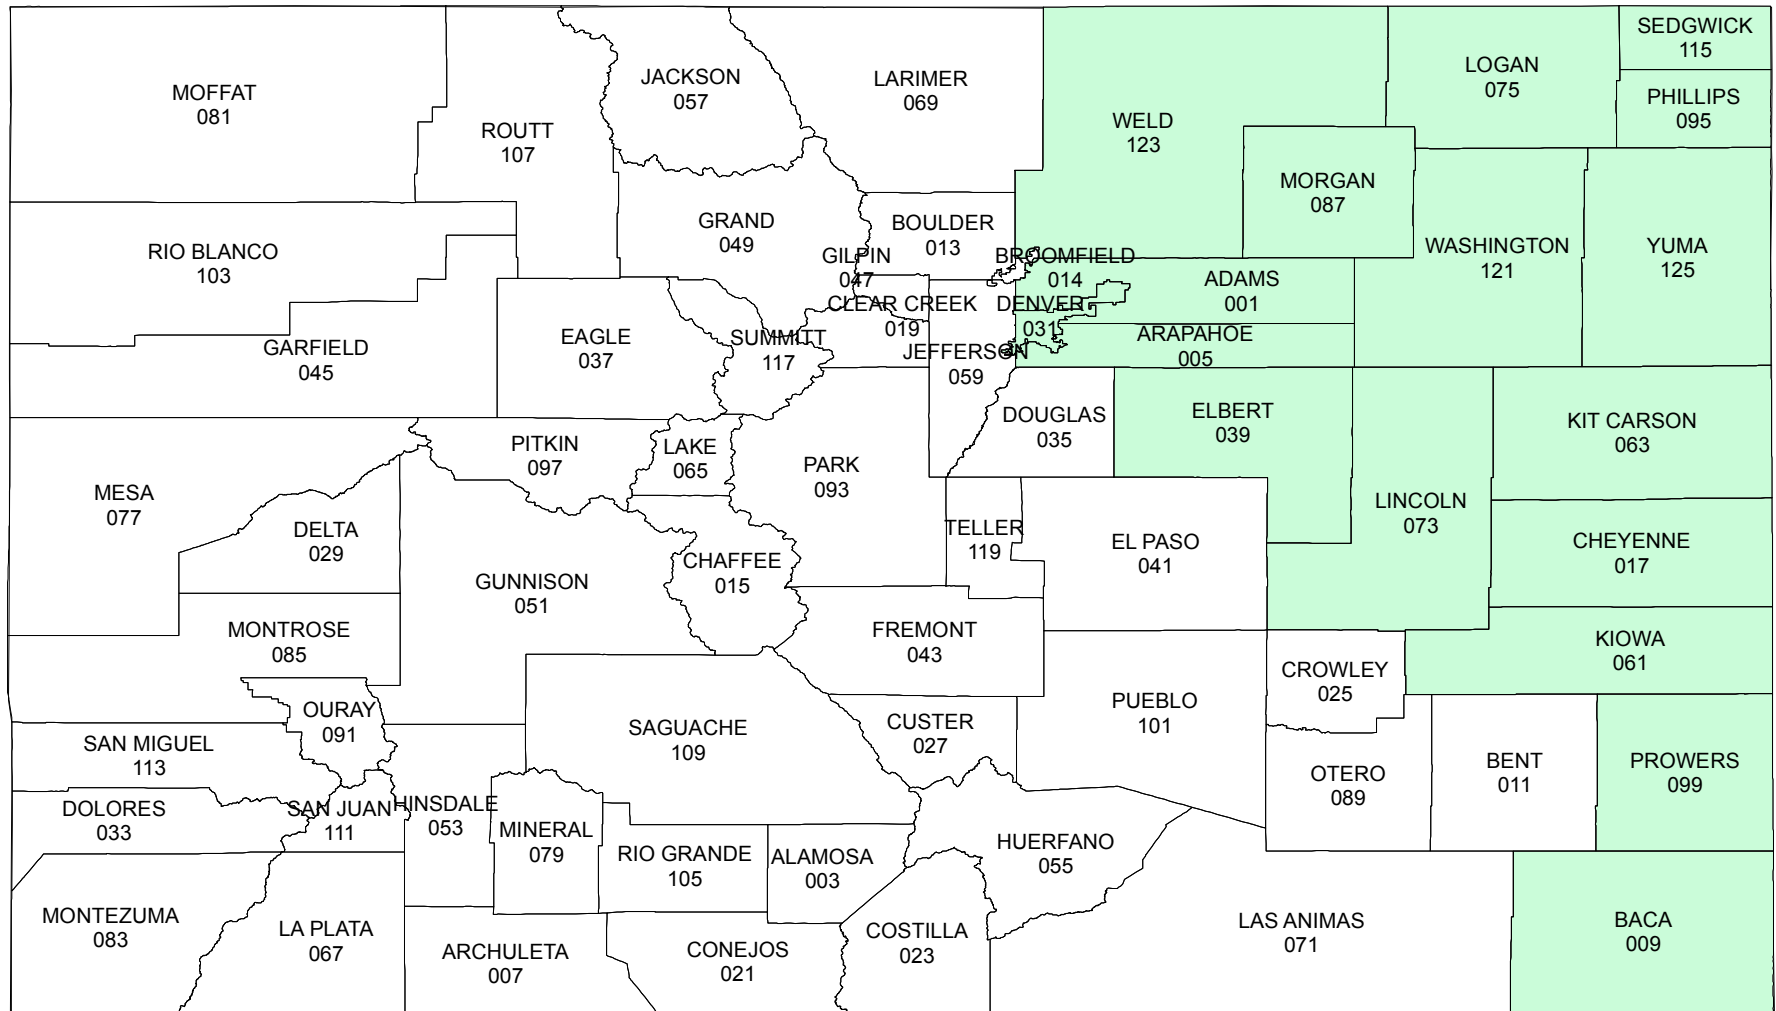 SEDGWICK
115
LOGAN
075
JACKSON
057
LARIMER
069
MOFFAT
081
PHILLIPS
095
WELD
123
ROUTT
107
MORGAN
087
GRAND
049
BOULDER
013
RIO BLANCO
103
WASHINGTON
121
YUMA
125
GILPIN
047
BROOMFIELD
014
ADAMS
001
CLEAR CREEK
019
DENVER
031
EAGLE
037
SUMMITT
117
ARAPAHOE
005
GARFIELD
045
JEFFERSON
059
DOUGLAS
035
ELBERT
039
KIT CARSON
063
PITKIN
097
LAKE
065
PARK
093
MESA
077
LINCOLN
073
DELTA
029
TELLER
119
EL PASO
041
CHEYENNE
017
CHAFFEE
015
GUNNISON
051
MONTROSE
085
FREMONT
043
KIOWA
061
CROWLEY
025
OURAY
091
PUEBLO
101
CUSTER
027
SAGUACHE
109
SAN MIGUEL
113
BENT
011
PROWERS
099
OTERO
089
DOLORES
033
SAN JUAN
111
HINSDALE
053
MINERAL
079
HUERFANO
055
RIO GRANDE
105
ALAMOSA
003
MONTEZUMA
083
LA PLATA
067
LAS ANIMAS
071
BACA
009
COSTILLA
023
ARCHULETA
007
CONEJOS
021